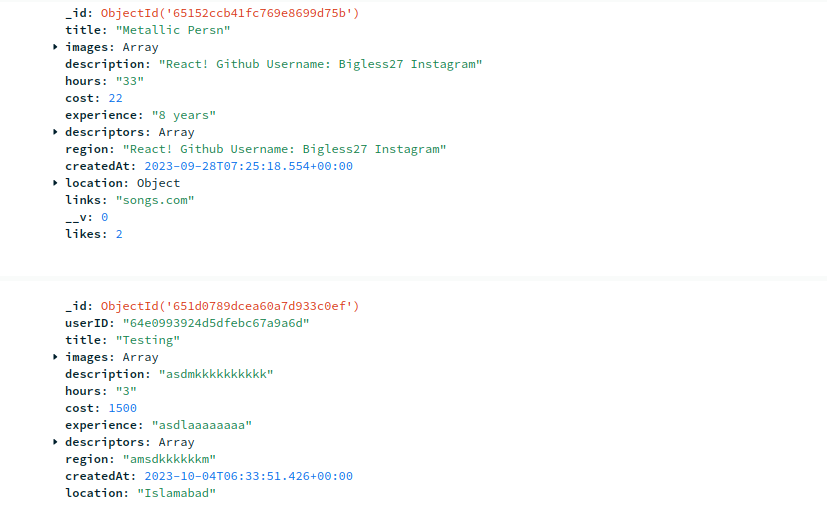 _id: ObjectId('65152ccb41fc769e8699d75b')
title: "Metallic Persn"
images: Array
description: "React! Github Username: Bigless27 Instagram"
hours: "33"
cost: 22
experience: "8 years"
descriptors: Array
region: "React! Github Username: Bigless27 Instagram"
createdAt: 2023-09-28T07:25:18.554+00:00
location: Object
links: "songs.com"
__v: 0
likes: 2
_id: ObjectId('651d0789dcea60a7d933c0ef')
userID: "64e0993924d5dfebc67a9a6d"
title: "Testing"
images: Array
description: "asdmkkkkkkkkkk"
hours: "3"
cost: 1500
experience: "asdlaaaaaaaa"
descriptors: Array
region: "amsdkkkkkkm"
createdAt: 2023-10-04T06:33:51.426+00:00
location: "Islamabad"